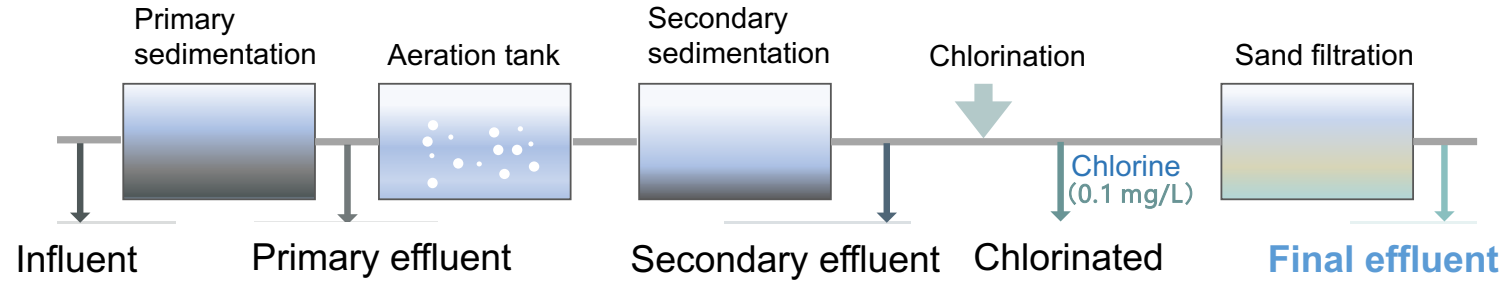 Primary
sedimentation
Aeration tank
Secondary
sedimentation
Chlorination
Sand filtration
Chlorine
(0.1 mg/L)
Influent
Primary effluent
Secondary effluent
Chlorinated
Final effluent